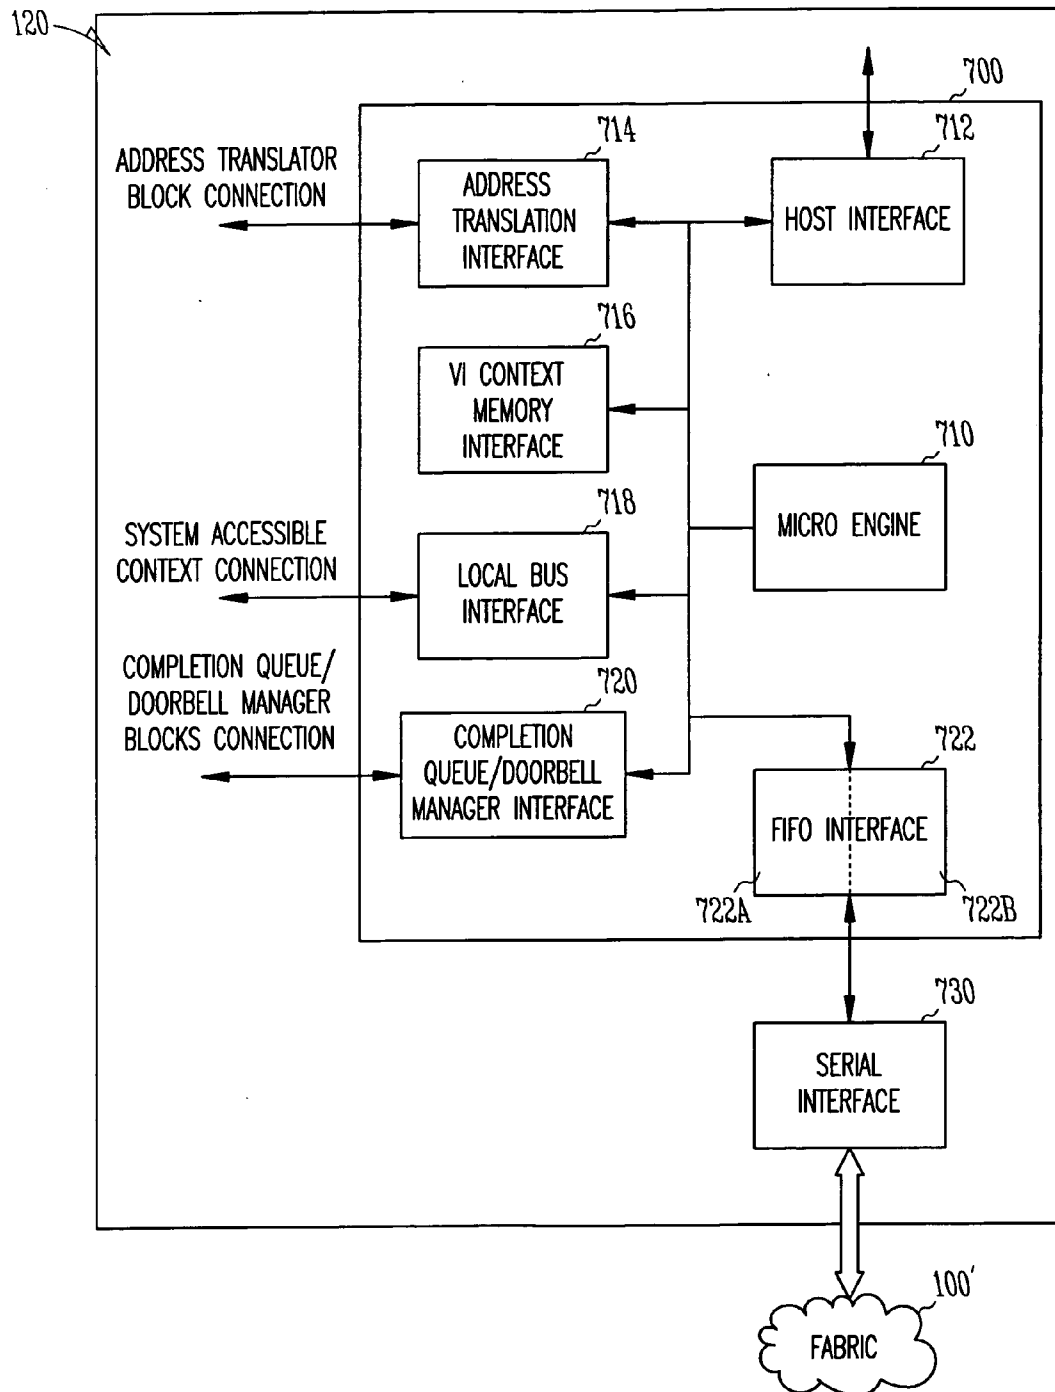 120
700
714
712
ADDRESS TRANSLATOR
BLOCK CONNECTION
ADDRESS
TRANSLATION
INTERFACE
HOST INTERFACE
716
VI CONTEXT
MEMORY
INTERFACE
710
MICRO ENGINE
718
SYSTEM ACCESSIBLE
CONTEXT CONNECTION
LOCAL BUS
INTERFACE
COMPLETION QUEUE/
DOORBELL MANAGER
BLOCKS CONNECTION
720
COMPLETION
QUEUE/DOORBELL
MANAGER INTERFACE
722
FIFO INTERFACE
722A
722B
730
SERIAL
INTERFACE
100'
FABRIC